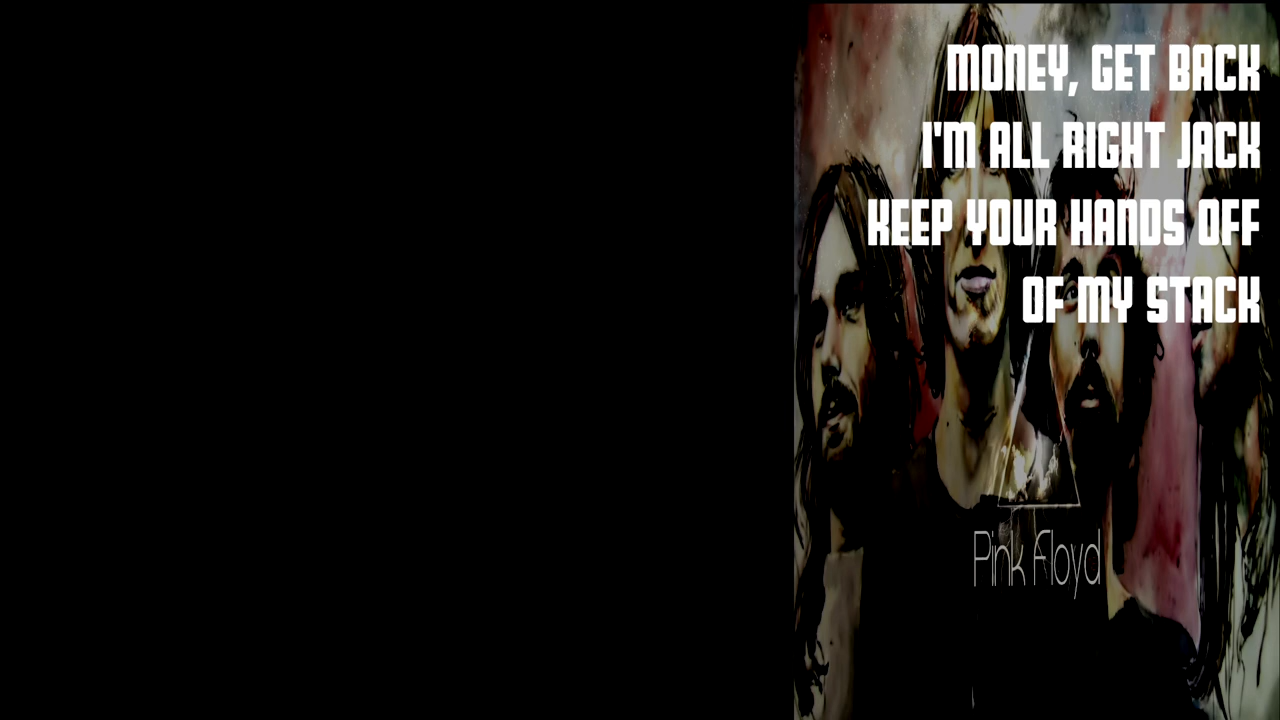 MONEY, GET BACK
I'M ALL RIGHT JACK
KEEP YOUR HANDS OFF
OF MY STACK
Pink Floyd